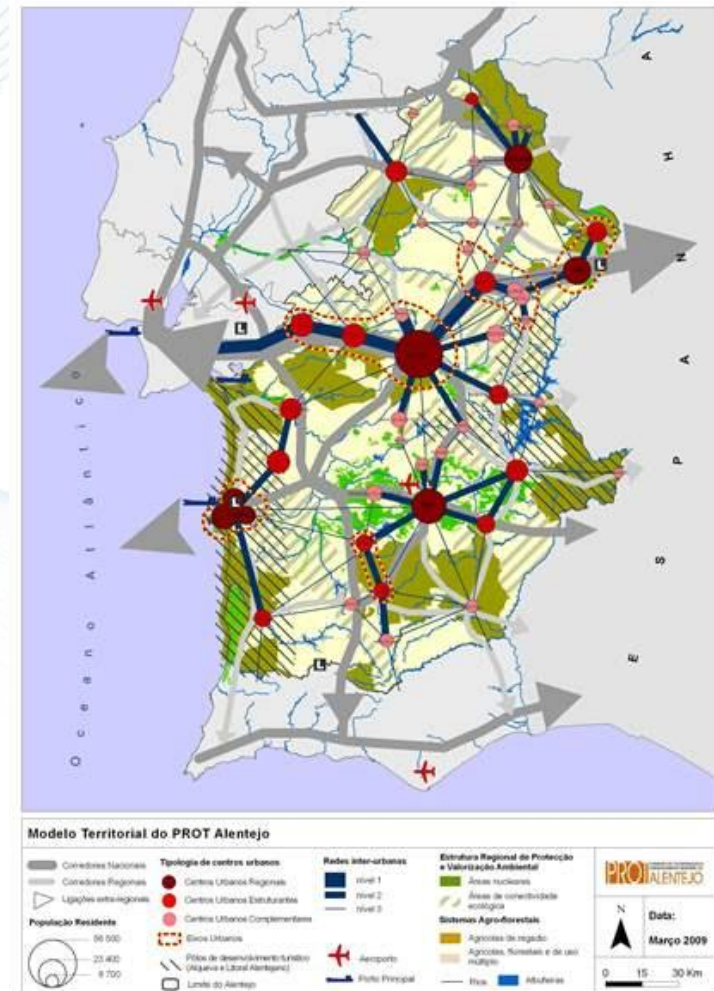 Oceano Atlântico
ESPANHA
L
L
L
L
Modelo Territorial do PROT Alentejo
Corredores Nacionais
Corredores Regionais
Ligações extra-regionais
População Residente
56 500
23 400
8 700
Tipologia de centros urbanos
Centros Urbanos Regionais
Centros Urbanos Estruturantes
Centros Urbanos Complementares
Eixos Urbanos
Pólos de desenvolvimento turístico
(Alqueva e Litoral Alentejano)
Limite do Alentejo
Redes inter-urbanas
nível 1
nível 2
nível 3
Aeroporto
Porto Principal
Estrutura Regional de Protecção
e Valorização Ambiental
Áreas nucleares
Áreas de conectividade
ecológica
Sistemas Agro-florestais
Agrícolas de regadio
Agrícolas, florestais e de uso
múltiplo
Rios
Albufeiras
PROT
ALENTEJO
N
Data:
Março 2009
0 15 30 Km